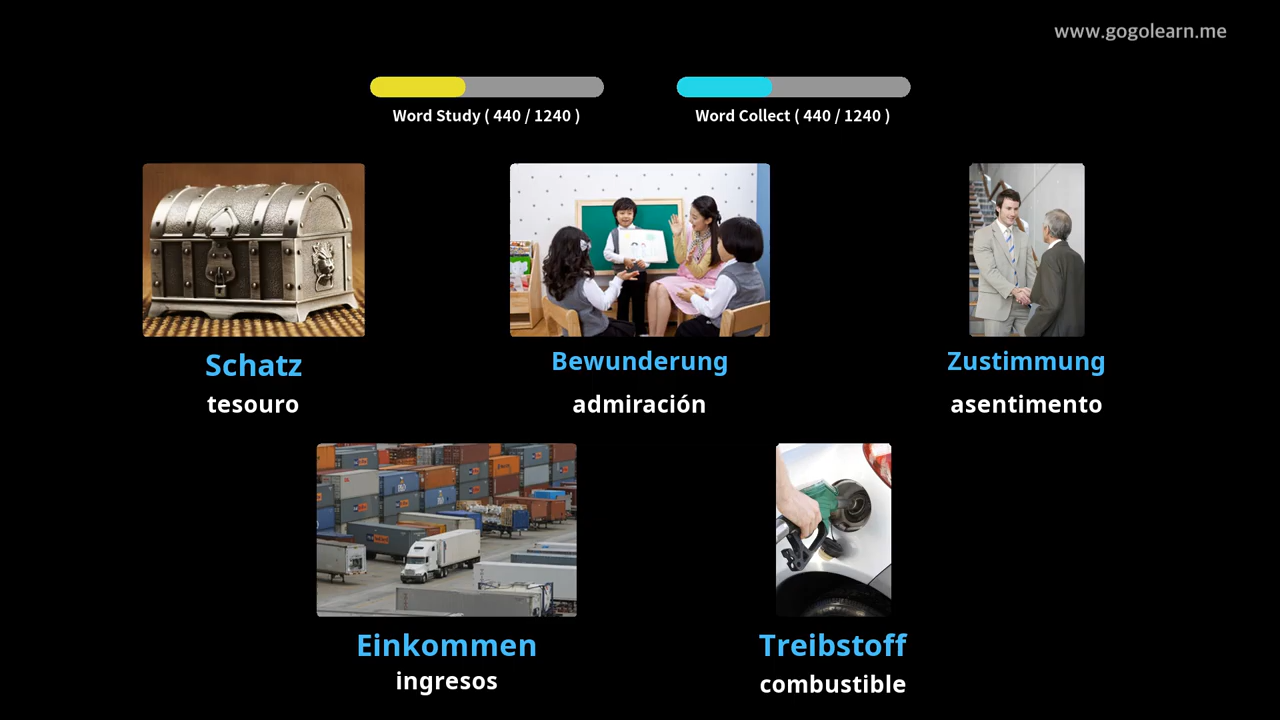 www.gogolearn.me
Word Study ( 440 / 1240 )
Word Collect ( 440 / 1240 )
Schatz
tesouro
Bewunderung
admiración
Zustimmung
asentimento
Einkommen
ingresos
Treibstoff
combustible